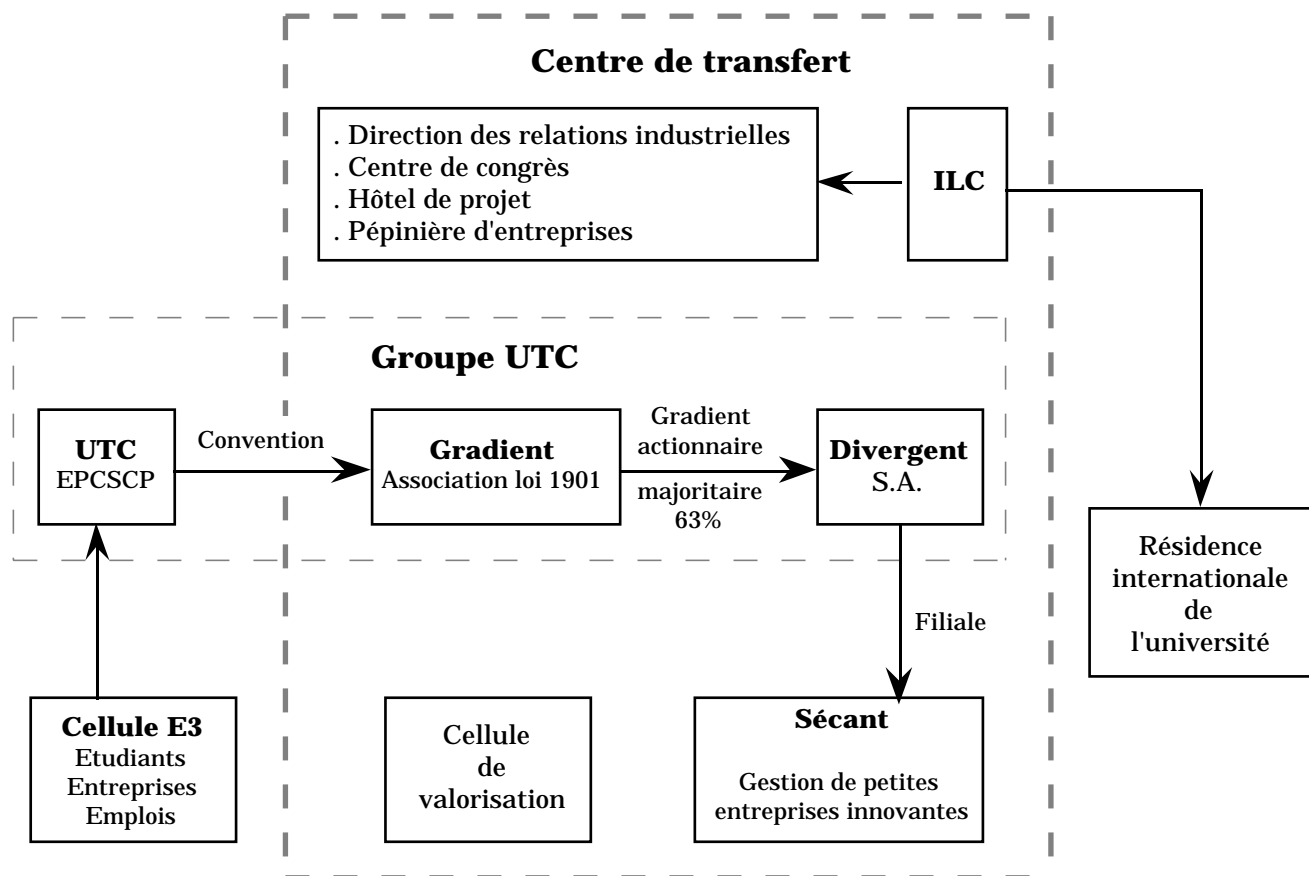 Centre de transfert
. Direction des relations industrielles
. Centre de congrès
. Hôtel de projet
. Pépinière d'entreprises
ILC
Groupe UTC
UTC
EPCSCP
Convention
Gradient
Association loi 1901
Gradient
actionnaire
majoritaire
63%
Divergent
S.A.
Résidence
internationale
de
l'université
Filiale
Cellule E3
Etudiants
Entreprises
Emplois
Cellule
de
valorisation
Sécant
Gestion de petites
entreprises innovantes